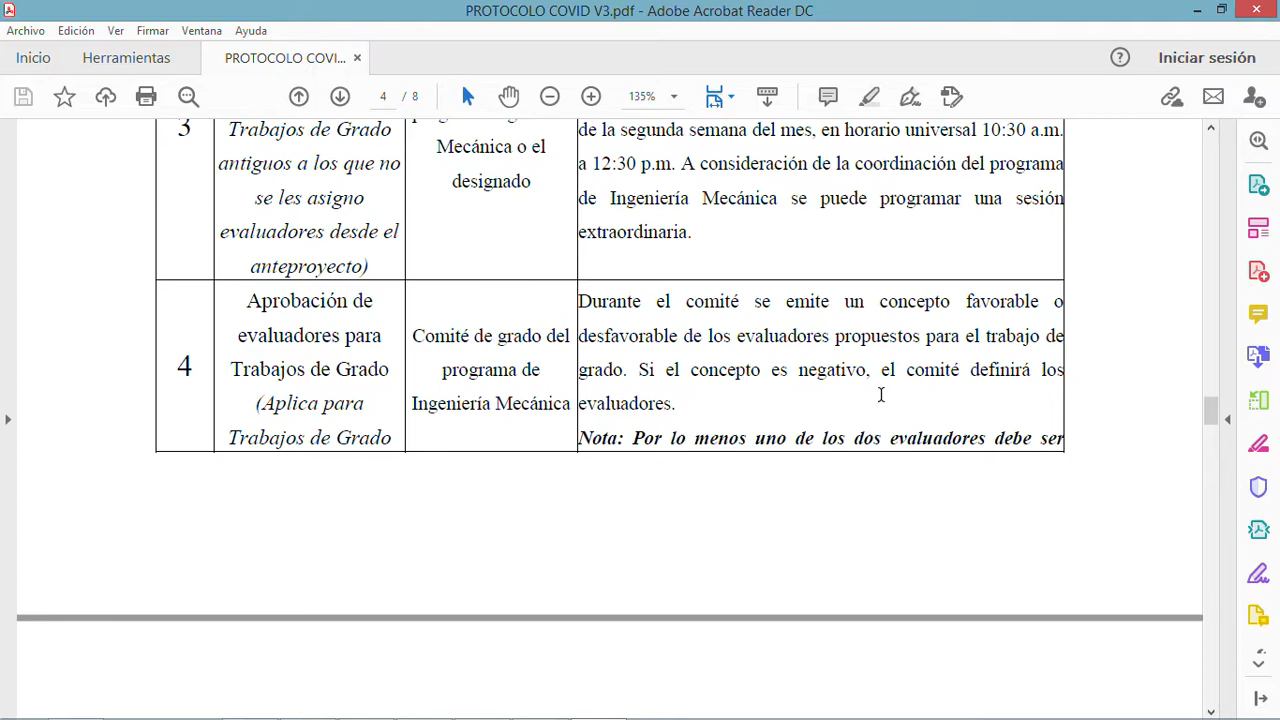 PROTOCOLO COVID V3.pdf - Adobe Acrobat Reader DC
Archivo Edición Ver Firmar Ventana Ayuda
Inicio Herramientas PROTOCOLO COVI... × Iniciar sesión
4 / 8 135%
3
Trabajos de Grado
antiguos a los que no
se les asigno
evaluadores desde el
anteproyecto)
Mecánica o el
designado
de la segunda semana del mes, en horario universal 10:30 a.m.
a 12:30 p.m. A consideración de la coordinación del programa
de Ingeniería Mecánica se puede programar una sesión
extraordinaria.
4
Aprobación de
evaluadores para
Trabajos de Grado
(Aplica para
Trabajos de Grado
Comité de grado del
programa de
Ingeniería Mecánica
Durante el comité se emite un concepto favorable o
desfavorable de los evaluadores propuestos para el trabajo de
grado. Si el concepto es negativo, el comité definirá los
evaluadores.
Nota: Por lo menos uno de los dos evaluadores debe ser